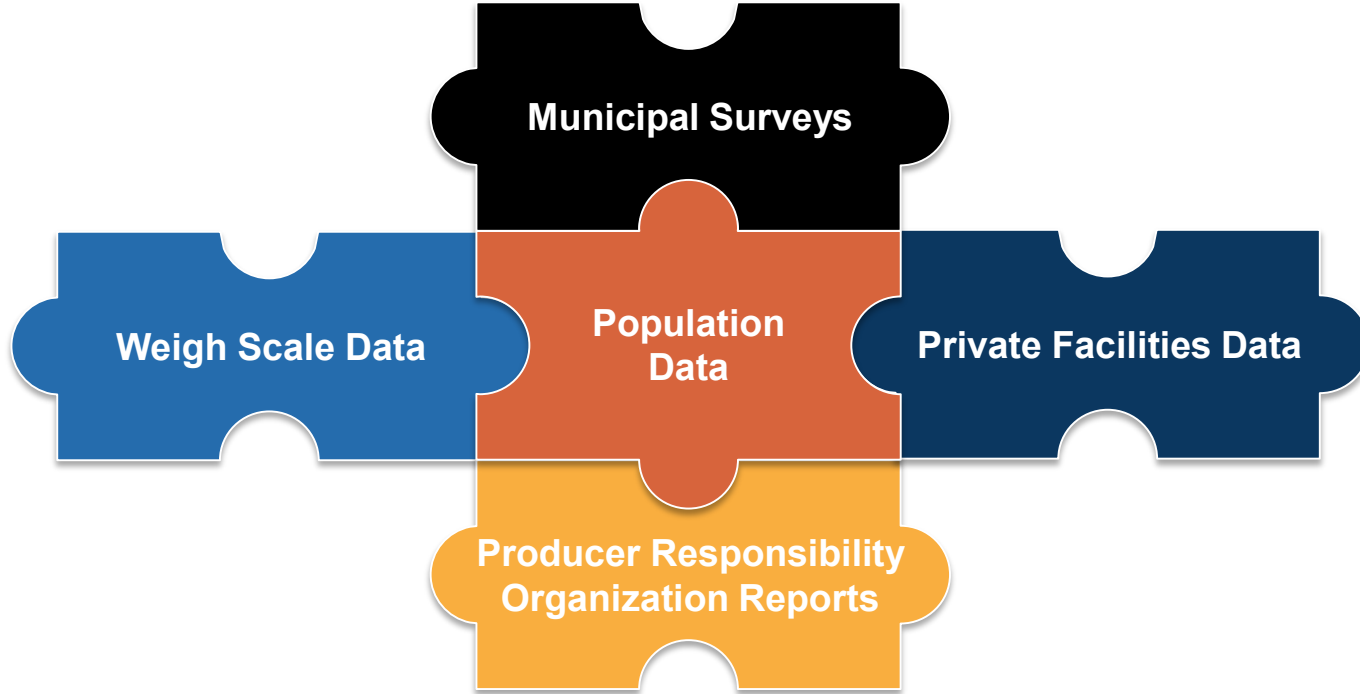 Municipal Surveys
Weigh Scale Data
Population
Data
Private Facilities Data
Producer Responsibility
Organization Reports